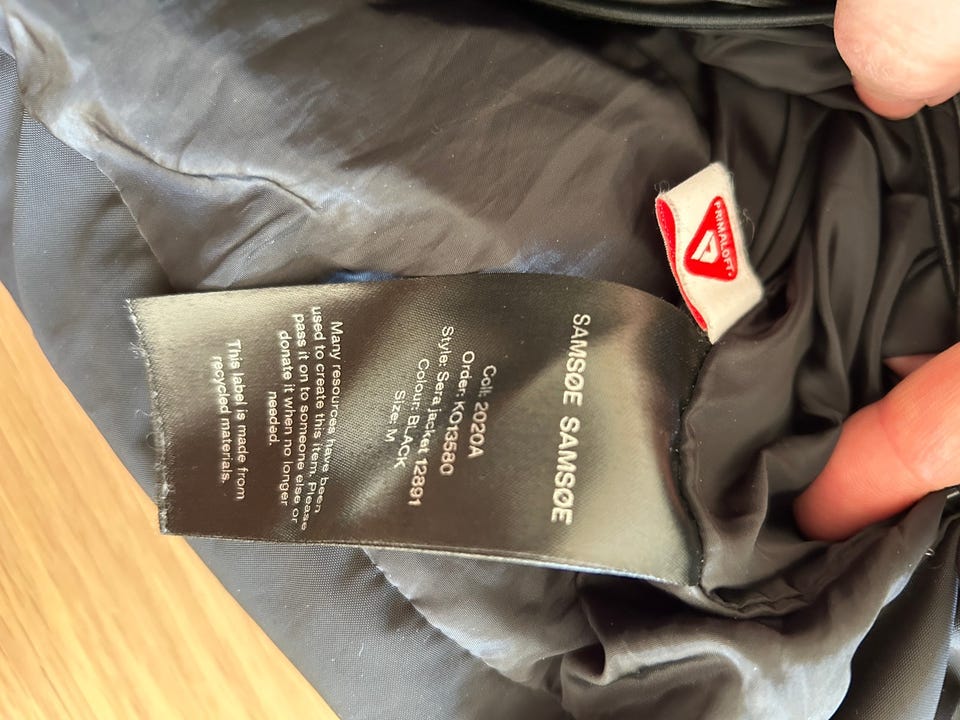 SAMSØE SAMSØE
Coll: 2020A
Order: KO13580
Style: Sera jacket 12891
Colour: BLACK
Size: M
Many resources have been
used to create this item. Please
pass it on to someone else or
donate it when no longer
needed.
This label is made from
recycled materials.
PRIMALOFT